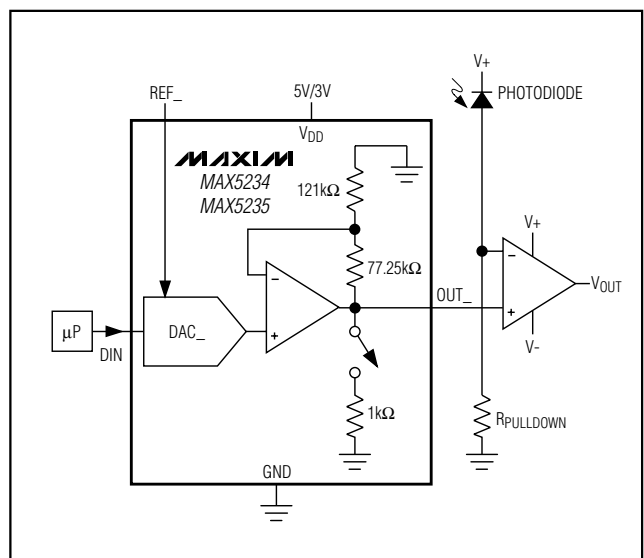 REF_
5V/3V
V+
PHOTODIODE
VDD
MAXIM
MAX5234
MAX5235
121kΩ
77.25kΩ
V+
-
-
VOUT
OUT_
+
+
μP
DIN
DAC_
V-
1kΩ
RPULLDOWN
GND